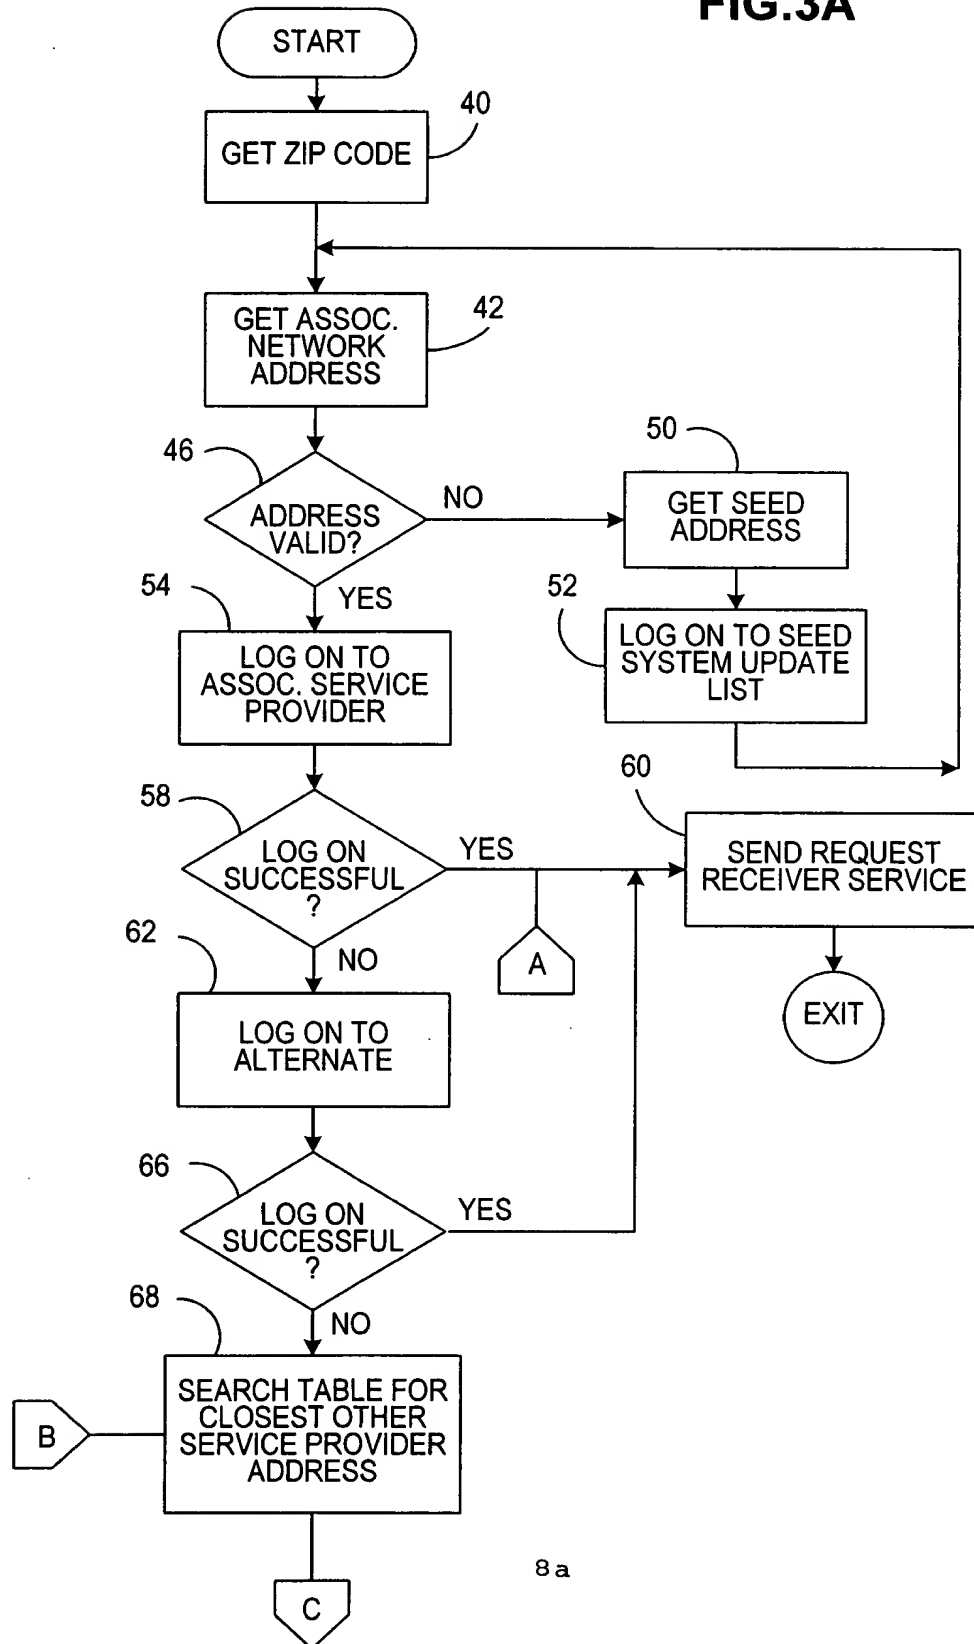 FIG.3A
START
40
GET ZIP CODE
42
GET ASSOC.
NETWORK
ADDRESS
46
ADDRESS
VALID?
NO
YES
50
GET SEED
ADDRESS
52
LOG ON TO SEED
SYSTEM UPDATE
LIST
54
LOG ON TO
ASSOC. SERVICE
PROVIDER
58
LOG ON
SUCCESSFUL
?
YES
NO
A
60
SEND REQUEST
RECEIVER SERVICE
EXIT
62
LOG ON TO
ALTERNATE
66
LOG ON
SUCCESSFUL
?
YES
NO
68
SEARCH TABLE FOR
CLOSEST OTHER
SERVICE PROVIDER
ADDRESS
B
C
8a